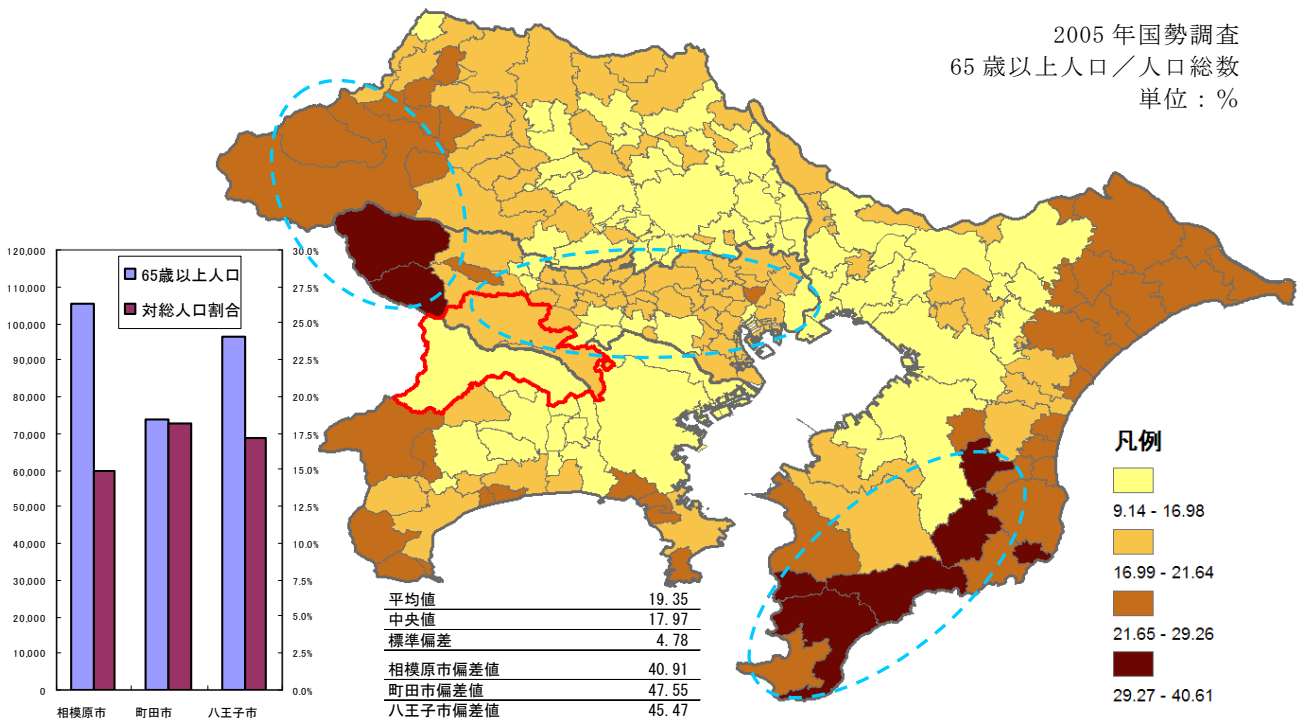 2005 年国勢調査
65 歳以上人口／人口総数
単位：％
120,000
110,000
100,000
90,000
80,000
70,000
60,000
50,000
40,000
30,000
20,000
10,000
0
65歳以上人口
対総人口割合
30.0%
27.5%
25.0%
22.5%
20.0%
17.5%
15.0%
12.5%
10.0%
7.5%
5.0%
2.5%
0.0%
相模原市 町田市 八王子市
平均値 19.35
中央値 17.97
標準偏差 4.78
相模原市偏差値 40.91
町田市偏差値 47.55
八王子市偏差値 45.47
凡例
9.14 - 16.98
16.99 - 21.64
21.65 - 29.26
29.27 - 40.61